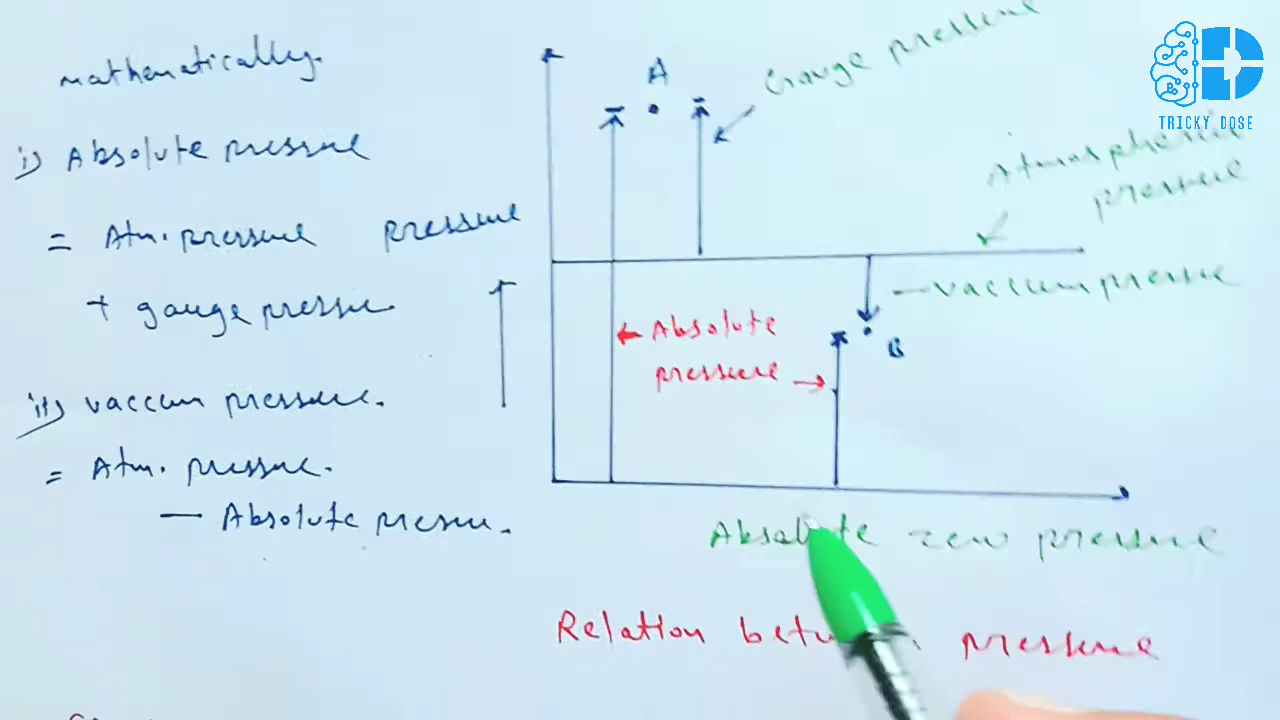 mathematically.
i) Absolute pressure
= Atm. pressure pressure
+ gauge pressure
ii) vaccum pressure.
= Atm. pressure.
— Absolute pressure.
A
Gauge pressure
TRICKY DOSE
Atmospheric
pressure
vaccum pressure
B
Absolute
pressure
Absolute zero pressure
Relation pressure